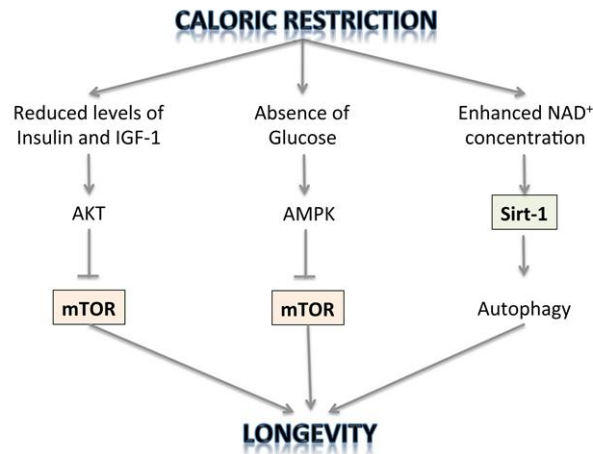 CALORIC RESTRICTION
Reduced levels of
Insulin and IGF-1
Absence of
Glucose
Enhanced NAD⁺
concentration
AKT
AMPK
Sirt-1
mTOR
mTOR
Autophagy
LONGEVITY